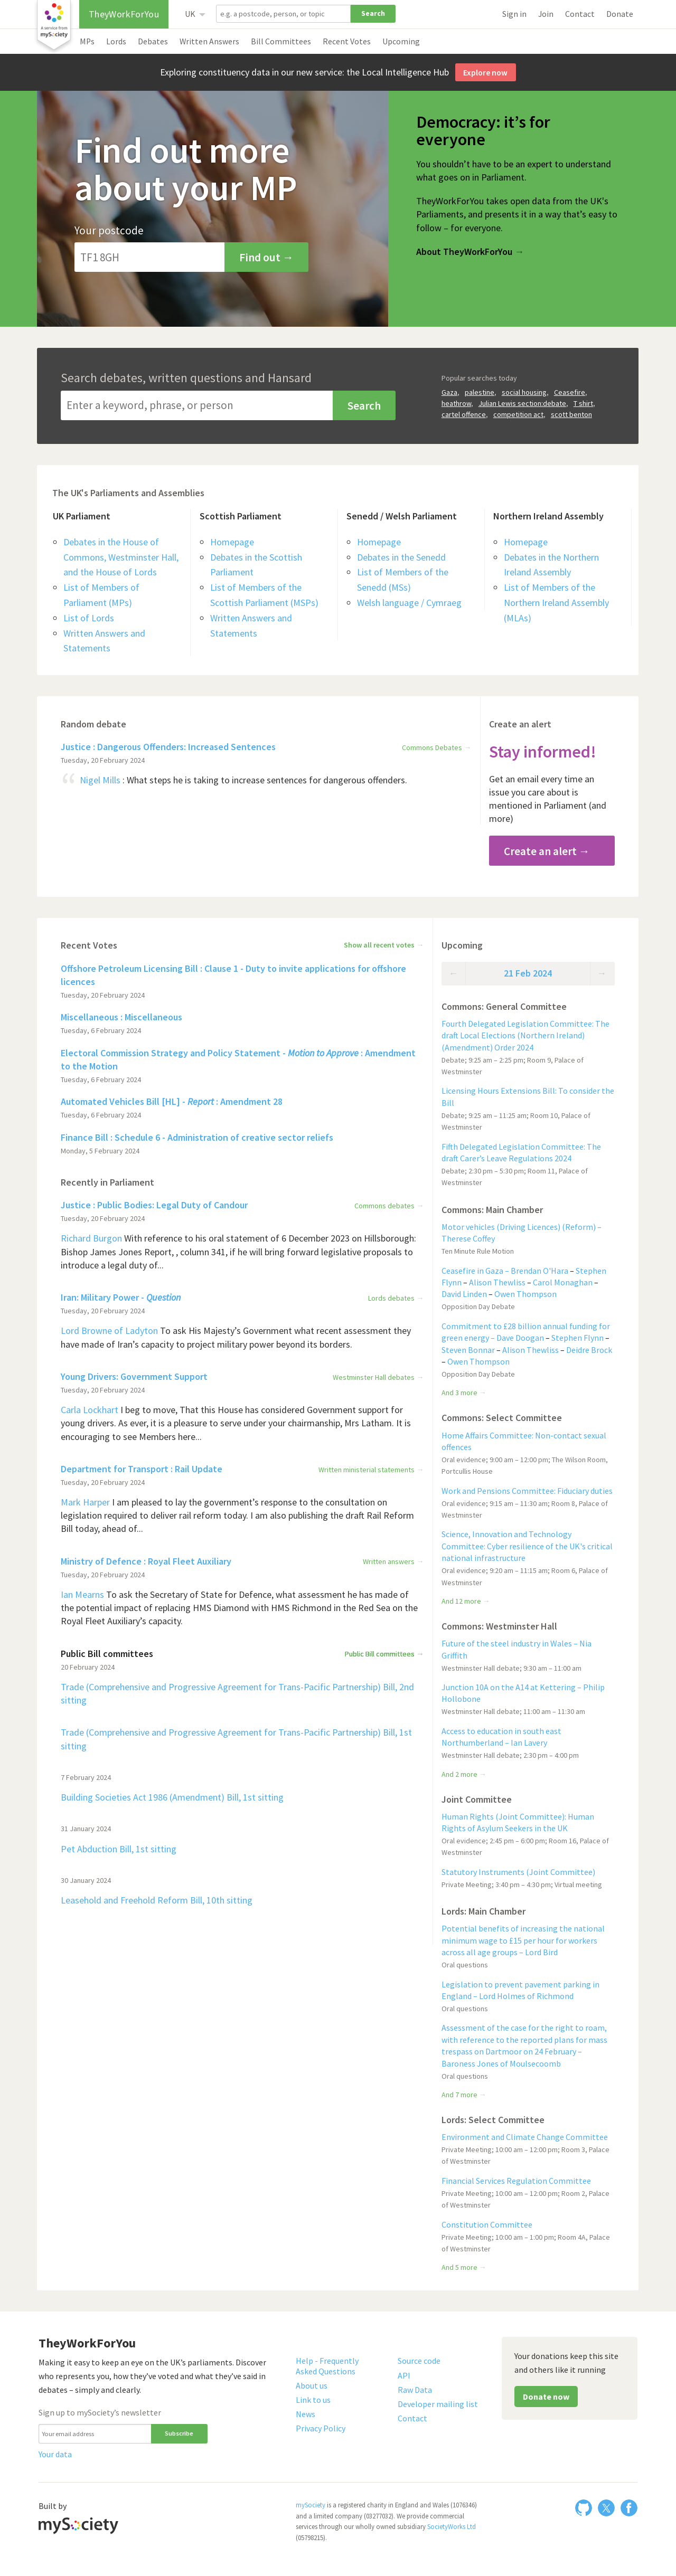 A service from
mySociety
TheyWorkForYou
UK
e.g. a postcode, person, or topic
Search
Sign in
Join
Contact
Donate
MPs
Lords
Debates
Written Answers
Bill Committees
Recent Votes
Upcoming
Exploring constituency data in our new service: the Local Intelligence Hub
Explore now
Find out more
about your MP
Your postcode
TF1 8GH
Find out →
Democracy: it’s for
everyone
You shouldn’t have to be an expert to understand
what goes on in Parliament.
TheyWorkForYou takes open data from the UK’s
Parliaments, and presents it in a way that’s easy to
follow – for everyone.
About TheyWorkForYou →
Search debates, written questions and Hansard
Enter a keyword, phrase, or person
Search
Popular searches today
Gaza, palestine, social housing, Ceasefire,
heathrow, Julian Lewis section:debate, T shirt,
cartel offence, competition act, scott benton
The UK's Parliaments and Assemblies
UK Parliament
Debates in the House of
Commons, Westminster Hall,
and the House of Lords
List of Members of
Parliament (MPs)
List of Lords
Written Answers and
Statements
Scottish Parliament
Homepage
Debates in the Scottish
Parliament
List of Members of the
Scottish Parliament (MSPs)
Written Answers and
Statements
Senedd / Welsh Parliament
Homepage
Debates in the Senedd
List of Members of the
Senedd (MSs)
Welsh language / Cymraeg
Northern Ireland Assembly
Homepage
Debates in the Northern
Ireland Assembly
List of Members of the
Northern Ireland Assembly
(MLAs)
Random debate
Justice : Dangerous Offenders: Increased Sentences
Commons Debates →
Tuesday, 20 February 2024
Nigel Mills : What steps he is taking to increase sentences for dangerous offenders.
Create an alert
Stay informed!
Get an email every time an
issue you care about is
mentioned in Parliament (and
more)
Create an alert →
Recent Votes
Show all recent votes →
Offshore Petroleum Licensing Bill : Clause 1 - Duty to invite applications for offshore
licences
Tuesday, 20 February 2024
Miscellaneous : Miscellaneous
Tuesday, 6 February 2024
Electoral Commission Strategy and Policy Statement - Motion to Approve : Amendment
to the Motion
Tuesday, 6 February 2024
Automated Vehicles Bill [HL] - Report : Amendment 28
Tuesday, 6 February 2024
Finance Bill : Schedule 6 - Administration of creative sector reliefs
Monday, 5 February 2024
Recently in Parliament
Justice : Public Bodies: Legal Duty of Candour
Commons debates →
Tuesday, 20 February 2024
Richard Burgon With reference to his oral statement of 6 December 2023 on Hillsborough:
Bishop James Jones Report, , column 341, if he will bring forward legislative proposals to
introduce a legal duty of...
Iran: Military Power - Question
Lords debates →
Tuesday, 20 February 2024
Lord Browne of Ladyton To ask His Majesty’s Government what recent assessment they
have made of Iran’s capacity to project military power beyond its borders.
Young Drivers: Government Support
Westminster Hall debates →
Tuesday, 20 February 2024
Carla Lockhart I beg to move, That this House has considered Government support for
young drivers. As ever, it is a pleasure to serve under your chairmanship, Mrs Latham. It is
encouraging to see Members here...
Department for Transport : Rail Update
Written ministerial statements →
Tuesday, 20 February 2024
Mark Harper I am pleased to lay the government’s response to the consultation on
legislation required to deliver rail reform today. I am also publishing the draft Rail Reform
Bill today, ahead of...
Ministry of Defence : Royal Fleet Auxiliary
Written answers →
Tuesday, 20 February 2024
Ian Mearns To ask the Secretary of State for Defence, what assessment he has made of
the potential impact of replacing HMS Diamond with HMS Richmond in the Red Sea on the
Royal Fleet Auxiliary’s capacity.
Public Bill committees
Public Bill committees →
20 February 2024
Trade (Comprehensive and Progressive Agreement for Trans-Pacific Partnership) Bill, 2nd
sitting
Trade (Comprehensive and Progressive Agreement for Trans-Pacific Partnership) Bill, 1st
sitting
7 February 2024
Building Societies Act 1986 (Amendment) Bill, 1st sitting
31 January 2024
Pet Abduction Bill, 1st sitting
30 January 2024
Leasehold and Freehold Reform Bill, 10th sitting
Upcoming
← 21 Feb 2024 →
Commons: General Committee
Fourth Delegated Legislation Committee: The
draft Local Elections (Northern Ireland)
(Amendment) Order 2024
Debate; 9:25 am – 2:25 pm; Room 9, Palace of
Westminster
Licensing Hours Extensions Bill: To consider the
Bill
Debate; 9:25 am – 11:25 am; Room 10, Palace of
Westminster
Fifth Delegated Legislation Committee: The
draft Carer’s Leave Regulations 2024
Debate; 2:30 pm – 5:30 pm; Room 11, Palace of
Westminster
Commons: Main Chamber
Motor vehicles (Driving Licences) (Reform) –
Therese Coffey
Ten Minute Rule Motion
Ceasefire in Gaza – Brendan O'Hara – Stephen
Flynn – Alison Thewliss – Carol Monaghan –
David Linden – Owen Thompson
Opposition Day Debate
Commitment to £28 billion annual funding for
green energy – Dave Doogan – Stephen Flynn –
Steven Bonnar – Alison Thewliss – Deidre Brock
– Owen Thompson
Opposition Day Debate
And 3 more →
Commons: Select Committee
Home Affairs Committee: Non-contact sexual
offences
Oral evidence; 9:00 am – 12:00 pm; The Wilson Room,
Portcullis House
Work and Pensions Committee: Fiduciary duties
Oral evidence; 9:15 am – 11:30 am; Room 8, Palace of
Westminster
Science, Innovation and Technology
Committee: Cyber resilience of the UK's critical
national infrastructure
Oral evidence; 9:20 am – 11:15 am; Room 6, Palace of
Westminster
And 12 more →
Commons: Westminster Hall
Future of the steel industry in Wales – Nia
Griffith
Westminster Hall debate; 9:30 am – 11:00 am
Junction 10A on the A14 at Kettering – Philip
Hollobone
Westminster Hall debate; 11:00 am – 11:30 am
Access to education in south east
Northumberland – Ian Lavery
Westminster Hall debate; 2:30 pm – 4:00 pm
And 2 more →
Joint Committee
Human Rights (Joint Committee): Human
Rights of Asylum Seekers in the UK
Oral evidence; 2:45 pm – 6:00 pm; Room 16, Palace of
Westminster
Statutory Instruments (Joint Committee)
Private Meeting; 3:40 pm – 4:30 pm; Virtual meeting
Lords: Main Chamber
Potential benefits of increasing the national
minimum wage to £15 per hour for workers
across all age groups – Lord Bird
Oral questions
Legislation to prevent pavement parking in
England – Lord Holmes of Richmond
Oral questions
Assessment of the case for the right to roam,
with reference to the reported plans for mass
trespass on Dartmoor on 24 February –
Baroness Jones of Moulsecoomb
Oral questions
And 7 more →
Lords: Select Committee
Environment and Climate Change Committee
Private Meeting; 10:00 am – 12:00 pm; Room 3, Palace
of Westminster
Financial Services Regulation Committee
Private Meeting; 10:00 am – 12:00 pm; Room 2, Palace
of Westminster
Constitution Committee
Private Meeting; 10:00 am – 1:00 pm; Room 4A, Palace
of Westminster
And 5 more →
TheyWorkForYou
Making it easy to keep an eye on the UK’s parliaments. Discover
who represents you, how they’ve voted and what they’ve said in
debates – simply and clearly.
Sign up to mySociety’s newsletter
Your email address
Subscribe
Your data
Help - Frequently
Asked Questions
About us
Link to us
News
Privacy Policy
Source code
API
Raw Data
Developer mailing list
Contact
Your donations keep this site
and others like it running
Donate now
Built by
mySociety
mySociety is a registered charity in England and Wales (1076346)
and a limited company (03277032). We provide commercial
services through our wholly owned subsidiary SocietyWorks Ltd
(05798215).